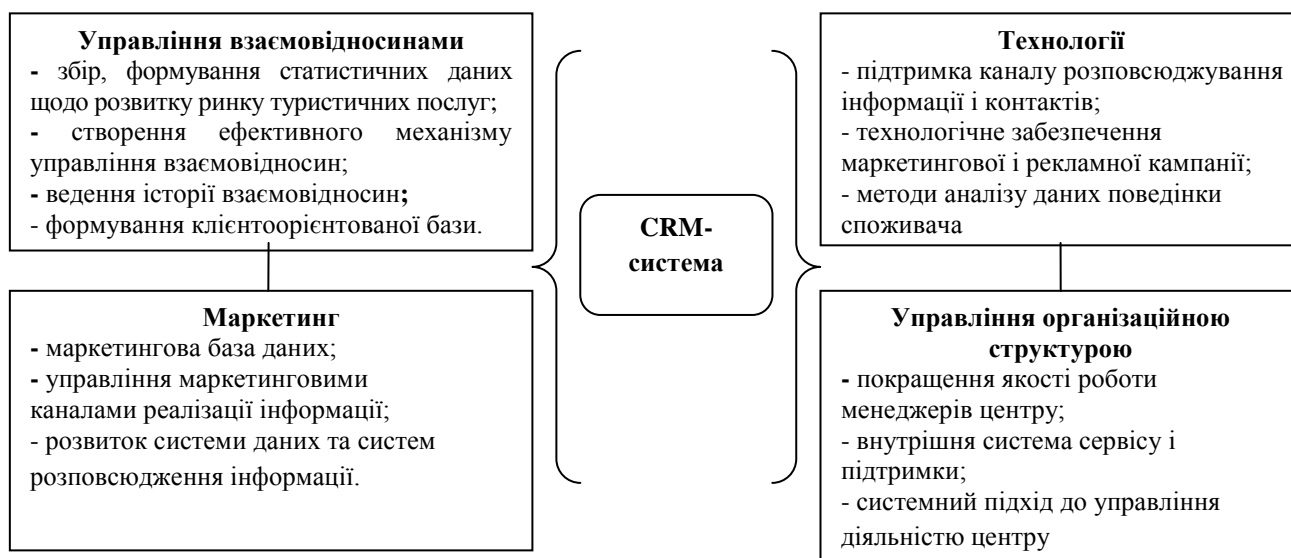 Управління взаємовідносинами
- збір, формування статистичних даних
щодо розвитку ринку туристичних послуг;
- створення ефективного механізму
управління взаємовідносин;
- ведення історії взаємовідносин;
- формування клієнтоорієнтованої бази.
Маркетинг
- маркетингова база даних;
- управління маркетинговими
каналами реалізації інформації;
- розвиток системи даних та систем
розповсюдження інформації.
CRM-
система
Технології
- підтримка каналу розповсюджування
інформації і контактів;
- технологічне забезпечення
маркетингової і рекламної кампанії;
- методи аналізу даних поведінки
споживача
Управління організаційною
структурою
- покращення якості роботи
менеджерів центру;
- внутрішня система сервісу і
підтримки;
- системний підхід до управління
діяльністю центру